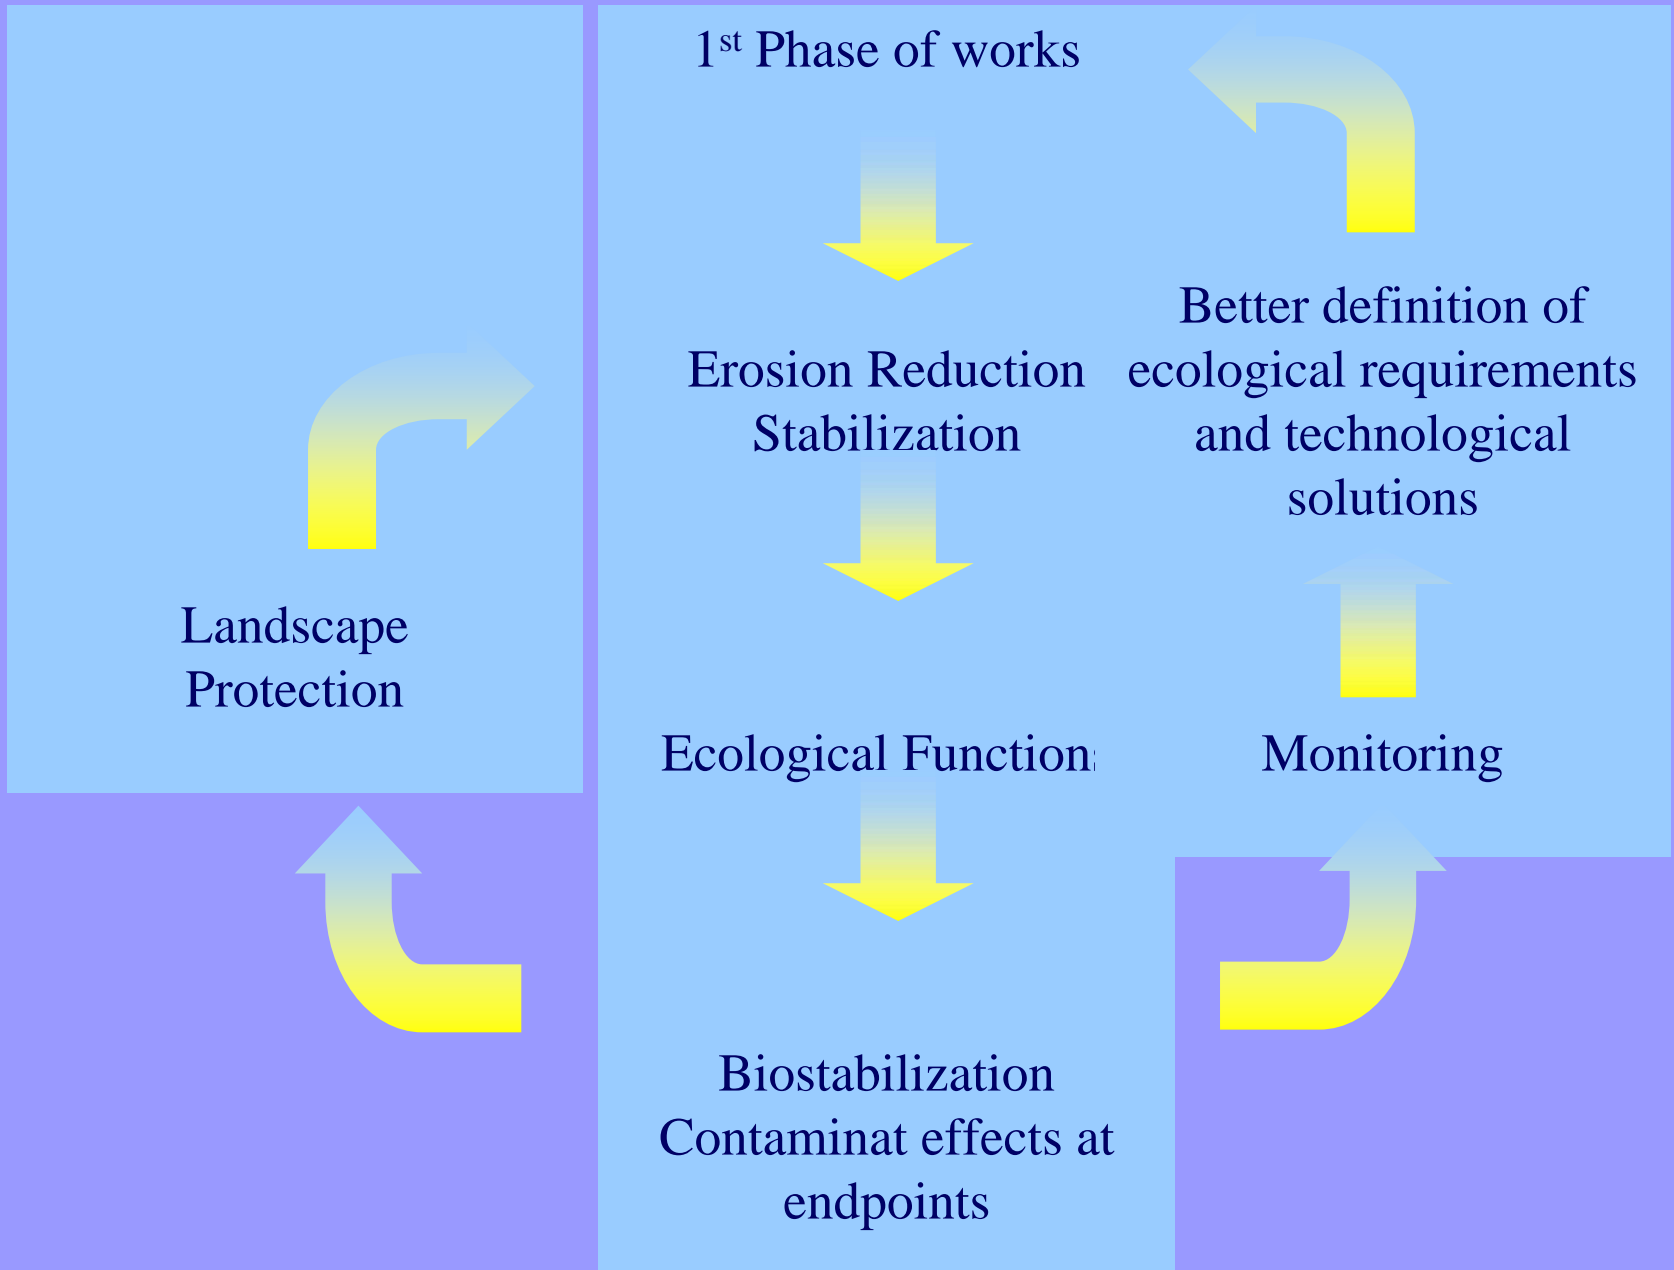 1st Phase of works
Erosion Reduction
Stabilization
Ecological Functions
Biostabilization
Contaminat effects at
endpoints
Better definition of
ecological requirements
and technological
solutions
Monitoring
Landscape
Protection